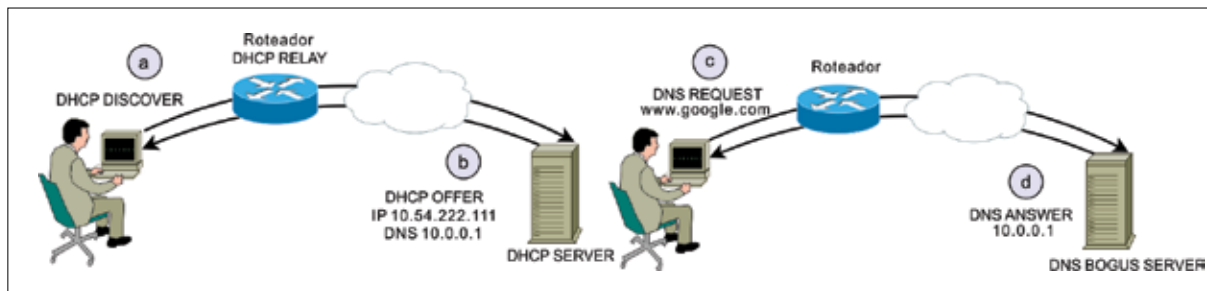 a
DHCP DISCOVER
Roteador
DHCP RELAY
b
DHCP OFFER
IP 10.54.222.111
DNS 10.0.0.1
DHCP SERVER
c
DNS REQUEST
www.google.com
Roteador
d
DNS ANSWER
10.0.0.1
DNS BOGUS SERVER